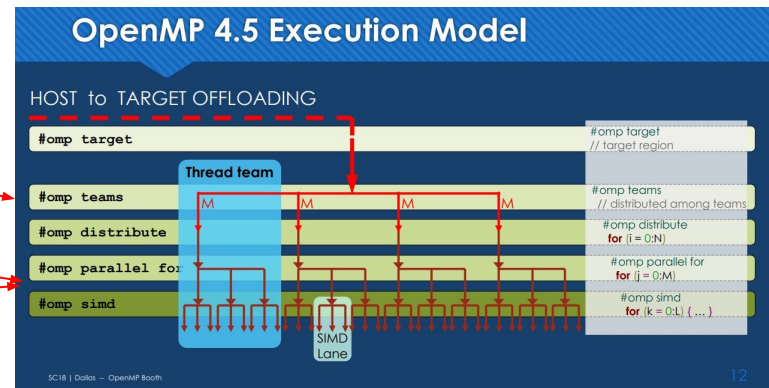 OpenMP 4.5 Execution Model
HOST to TARGET OFFLOADING
#omp target
#omp target
// target region
Thread team
#omp teams
M M M M
#omp teams
// distributed among teams
#omp distribute
#omp distribute
for (i = 0:N)
#omp parallel for
#omp parallel for
for (j = 0:M)
#omp simd
#omp simd
for (k = 0:L) { ... }
SIMD
Lane
SC18 | Dallas – OpenMP Booth
12